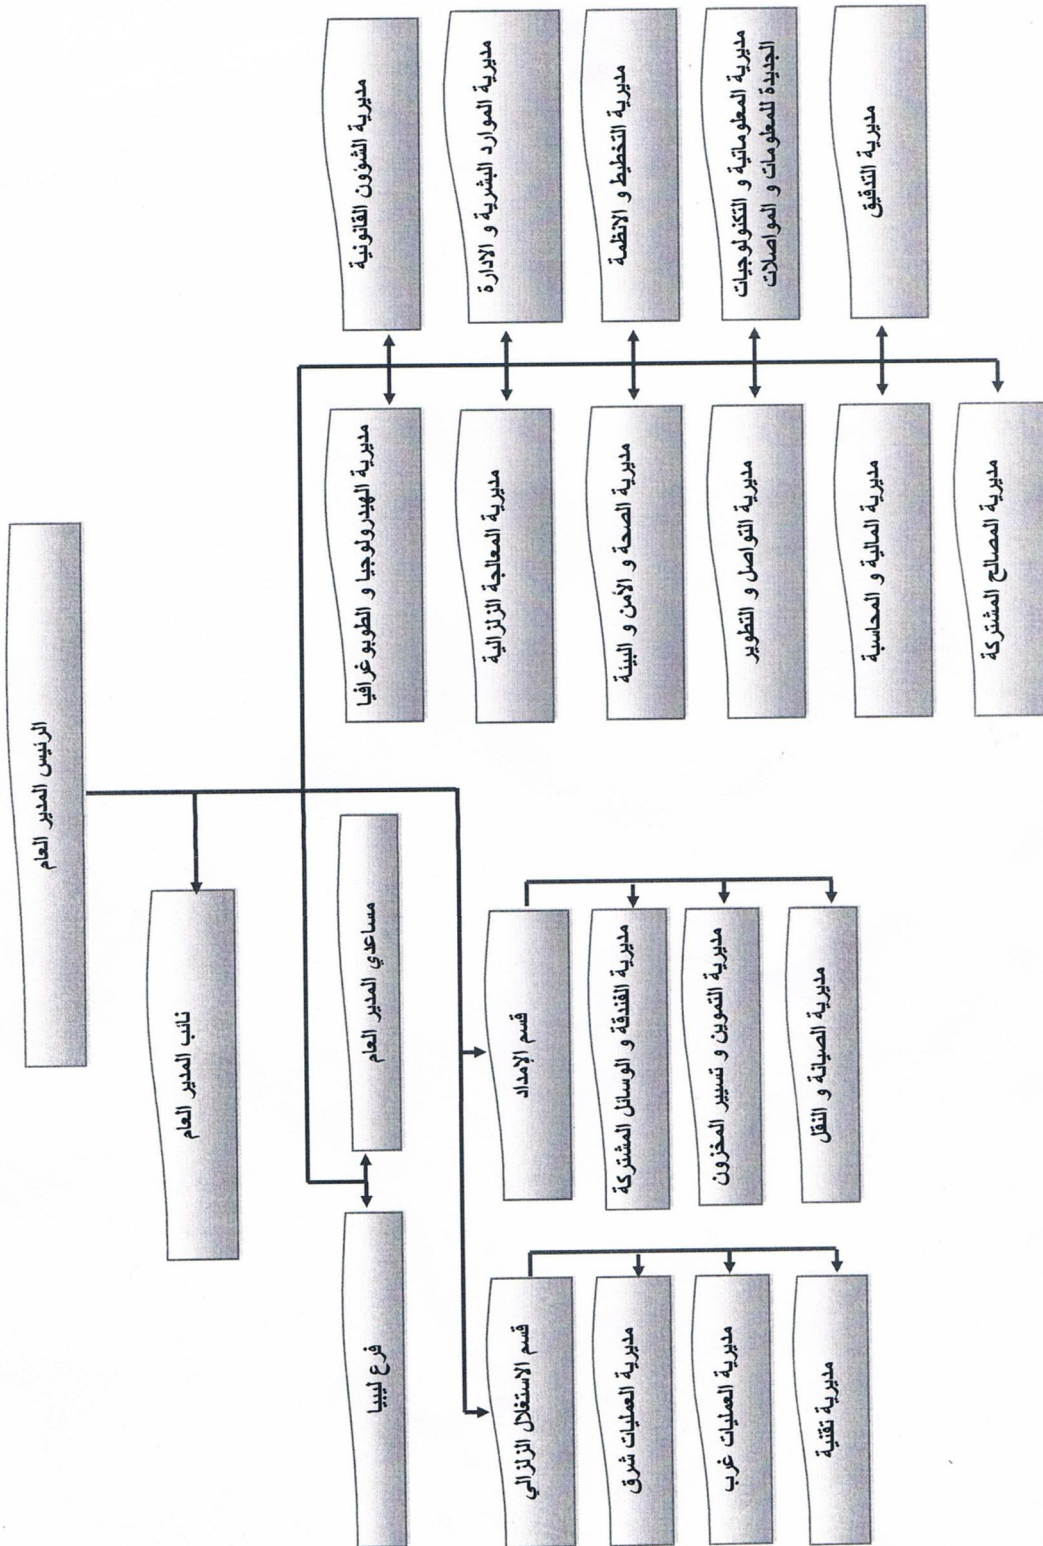 الرئيس المدير العام
نائب المدير العام
مساعدي المدير العام
فرع ليبيا
مديرية الشؤون القانونية
مديرية الهيدرولوجيا و الطوبوغرافيا
مديرية الموارد البشرية و الادارة
مديرية المعالجة الزلزالية
مديرية التخطيط و الانظمة
مديرية الصحة و الأمن و البيئة
مديرية المعلوماتية و التكنولوجيات
الجديدة للمعلومات و المواصلات
مديرية التواصل و التطوير
مديرية التدقيق
مديرية المالية و المحاسبة
مديرية المصالح المشتركة
قسم الإمداد
مديرية الفندقة و الوسائل المشتركة
مديرية التموين و تسيير المخزون
مديرية الصيانة و النقل
قسم الاستغلال الزلزالي
مديرية العمليات شرق
مديرية العمليات غرب
مديرية تقنية